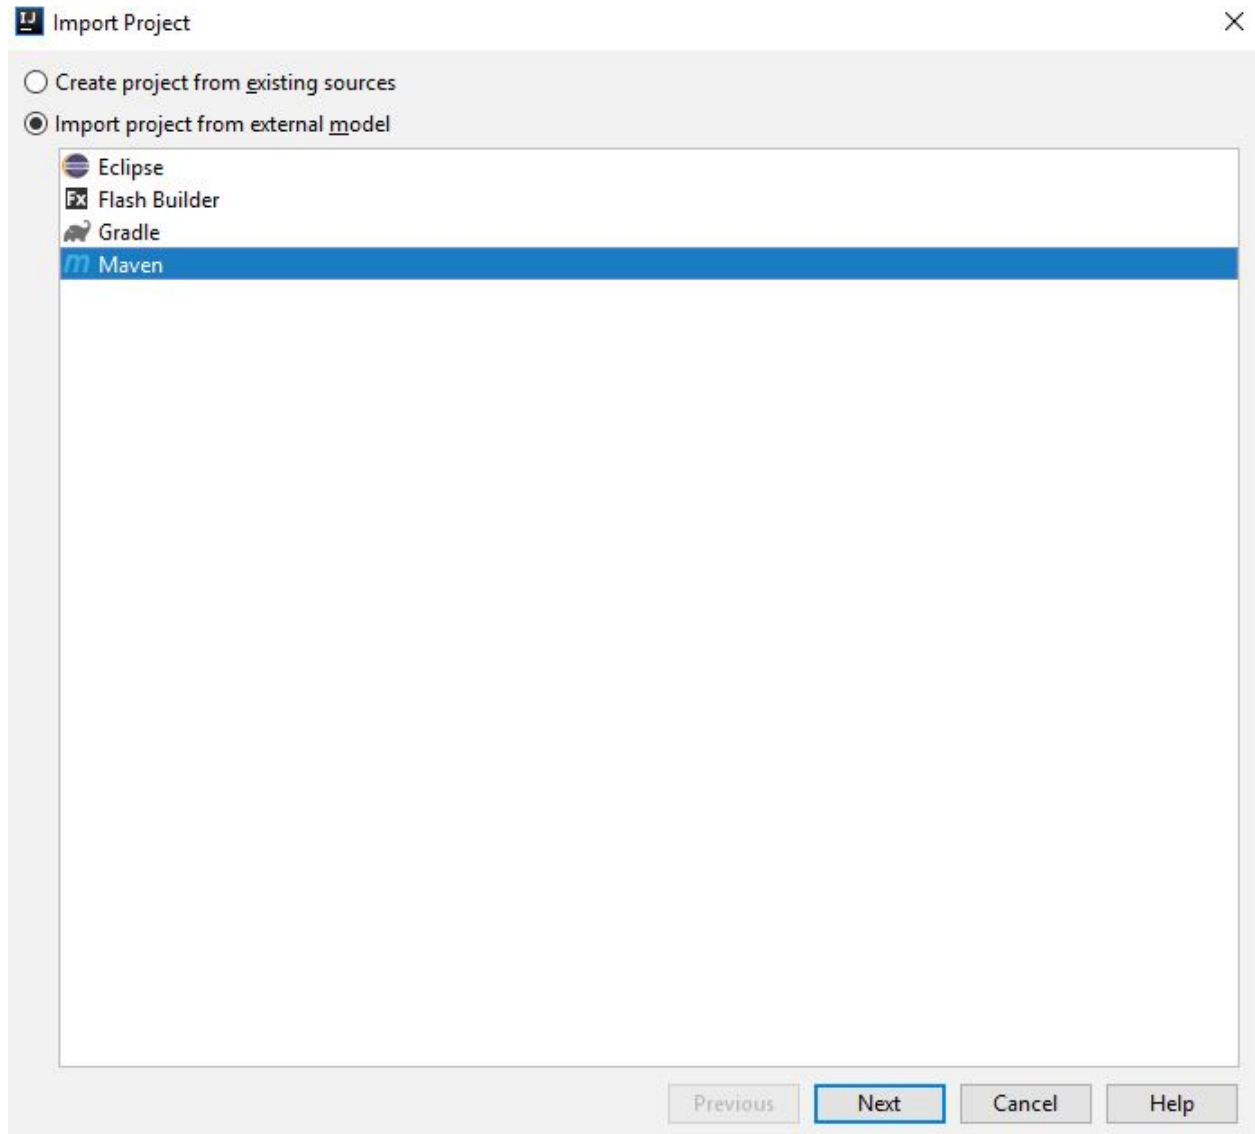 IJ Import Project
Create project from existing sources
Import project from external model
Eclipse
Fx Flash Builder
Gradle
m Maven
Previous Next Cancel Help